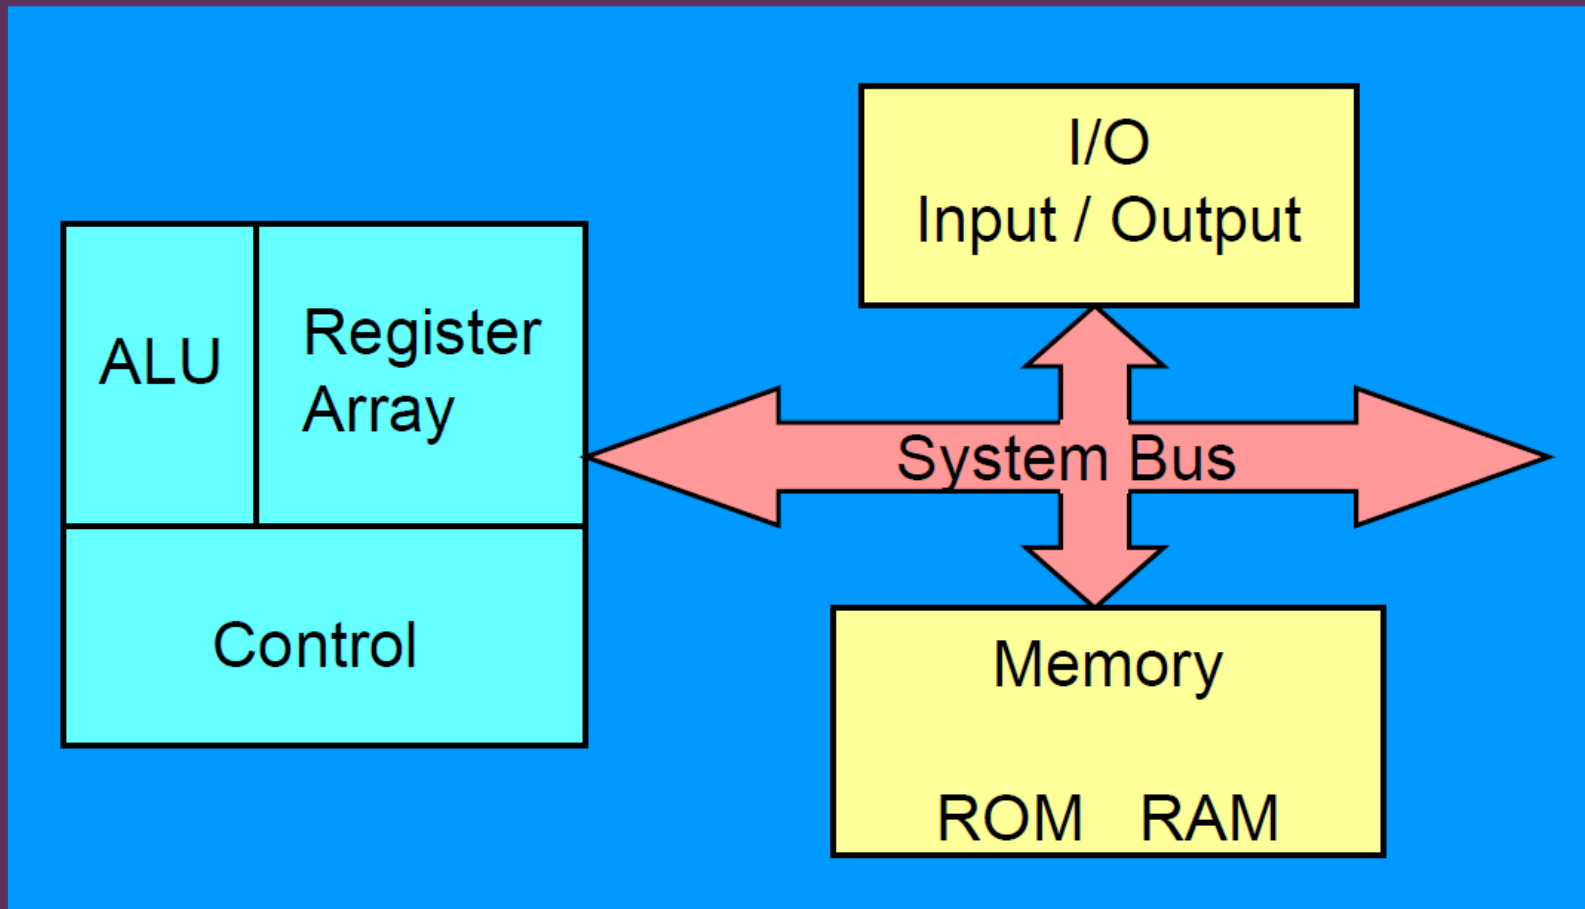 I/O
Input / Output
ALU
Register
Array
System Bus
Control
Memory
ROM RAM